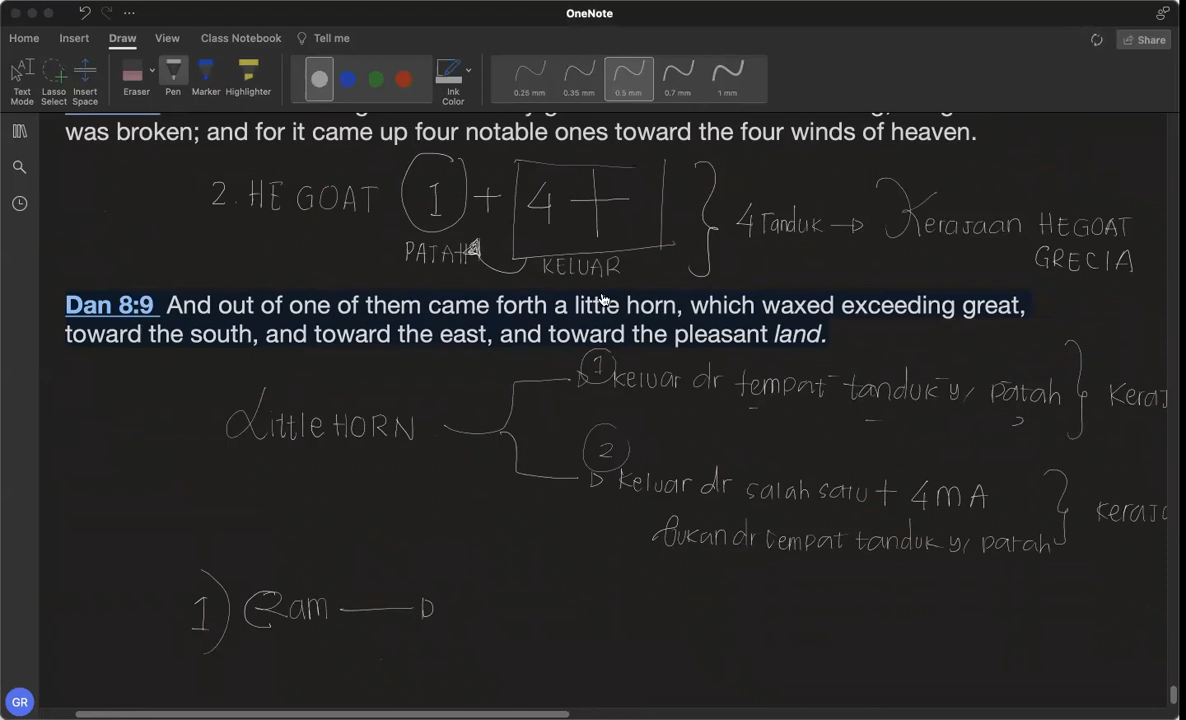 OneNote
Home Insert Draw View Class Notebook Tell me
Share
Text Mode
Lasso Select
Insert Space
Eraser
Pen
Marker
Highlighter
Ink Color
0.25 mm
0.35 mm
0.5 mm
0.7 mm
1 mm
was broken; and for it came up four notable ones toward the four winds of heaven.
2. HE GOAT 1 + 4 + } 4 Tanduk → Kerajaan HEGOAT
GRECIA
PATAH KELUAR
Dan 8:9 And out of one of them came forth a little horn, which waxed exceeding great,
toward the south, and toward the east, and toward the pleasant land.
1 keluar dr tempat tanduk y/ patah } Keraj
Little HORN
2
keluar dr salah satu + 4 mA } keraja
bukan dr tempat tanduk y/ patah
1) Ram →
GR